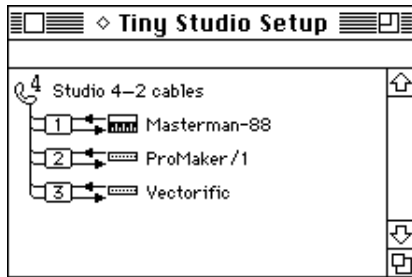 ◇ Tiny Studio Setup
4 Studio 4–2 cables
1 Masterman-88
2 ProMaker/1
3 Vectorific